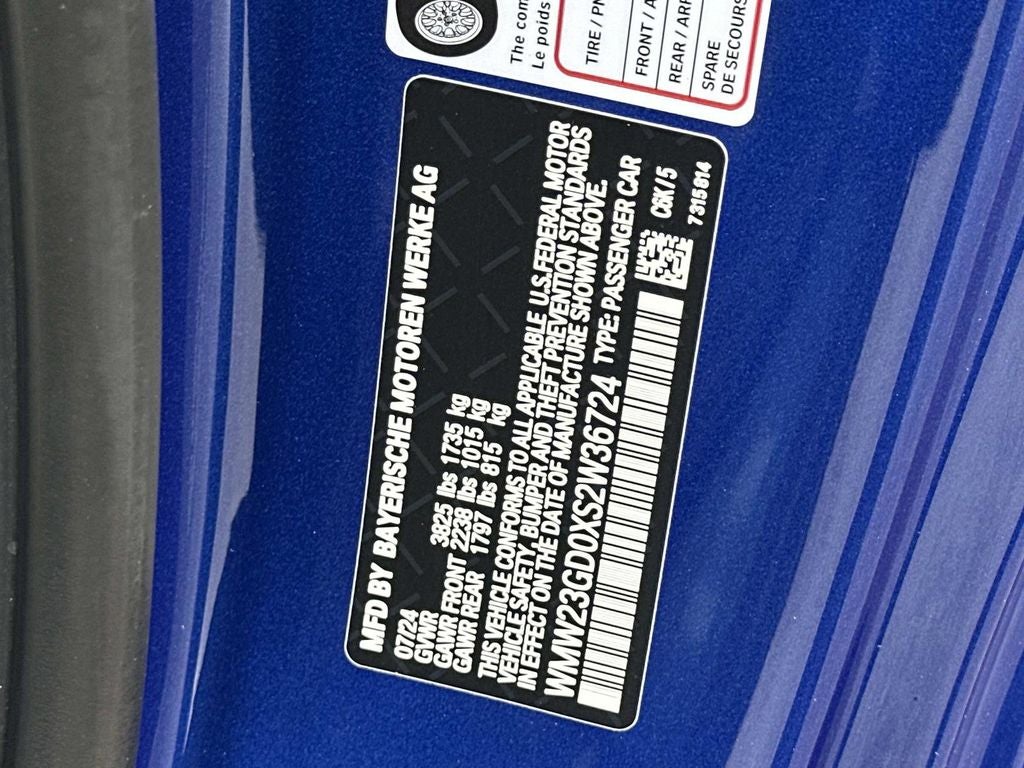 The com
Le poids
TIRE / PN
FRONT / A
REAR / ARR
SPARE
DE SECOURS
MFD BY BAYERISCHE MOTOREN WERKE AG
07/24
GVWR 3825 lbs 1735 kg
GAWR FRONT 2238 lbs 1015 kg
GAWR REAR 1797 lbs 815 kg
THIS VEHICLE CONFORMS TO ALL APPLICABLE U.S.FEDERAL MOTOR
VEHICLE SAFETY, BUMPER AND THEFT PREVENTION STANDARDS
IN EFFECT ON THE DATE OF MANUFACTURE SHOWN ABOVE.
WMW23GD0XS2W36724 TYPE: PASSENGER CAR
C6K/5
7315814